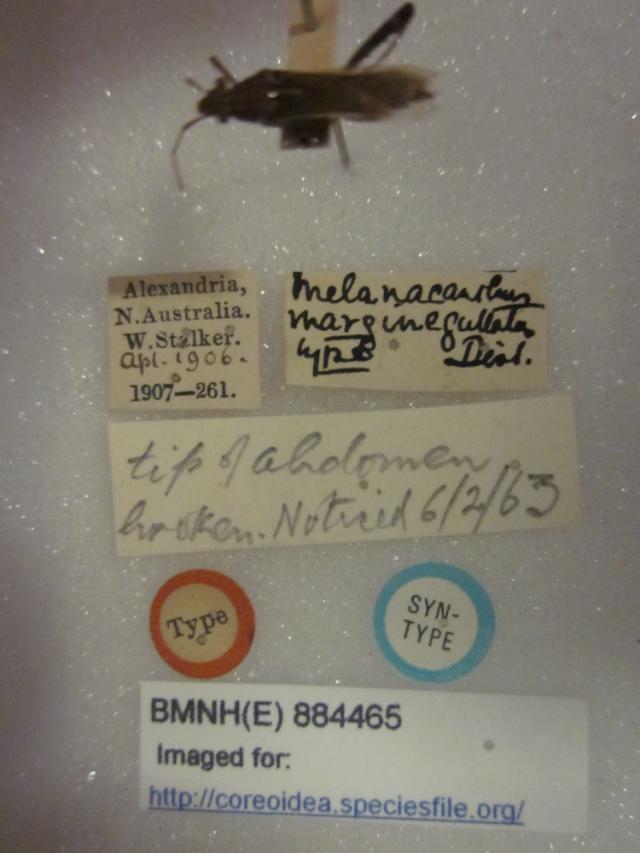 Alexandria,
N. Australia.
W. Stalker.
Apl. 1906.
1907—261.
Melanacanthus
marginegullatus
type Dist.
tip of abdomen
broken. Noticed 6/2/63
Type
SYN-
TYPE
BMNH(E) 884465
Imaged for:
http://coreoidea.speciesfile.org/